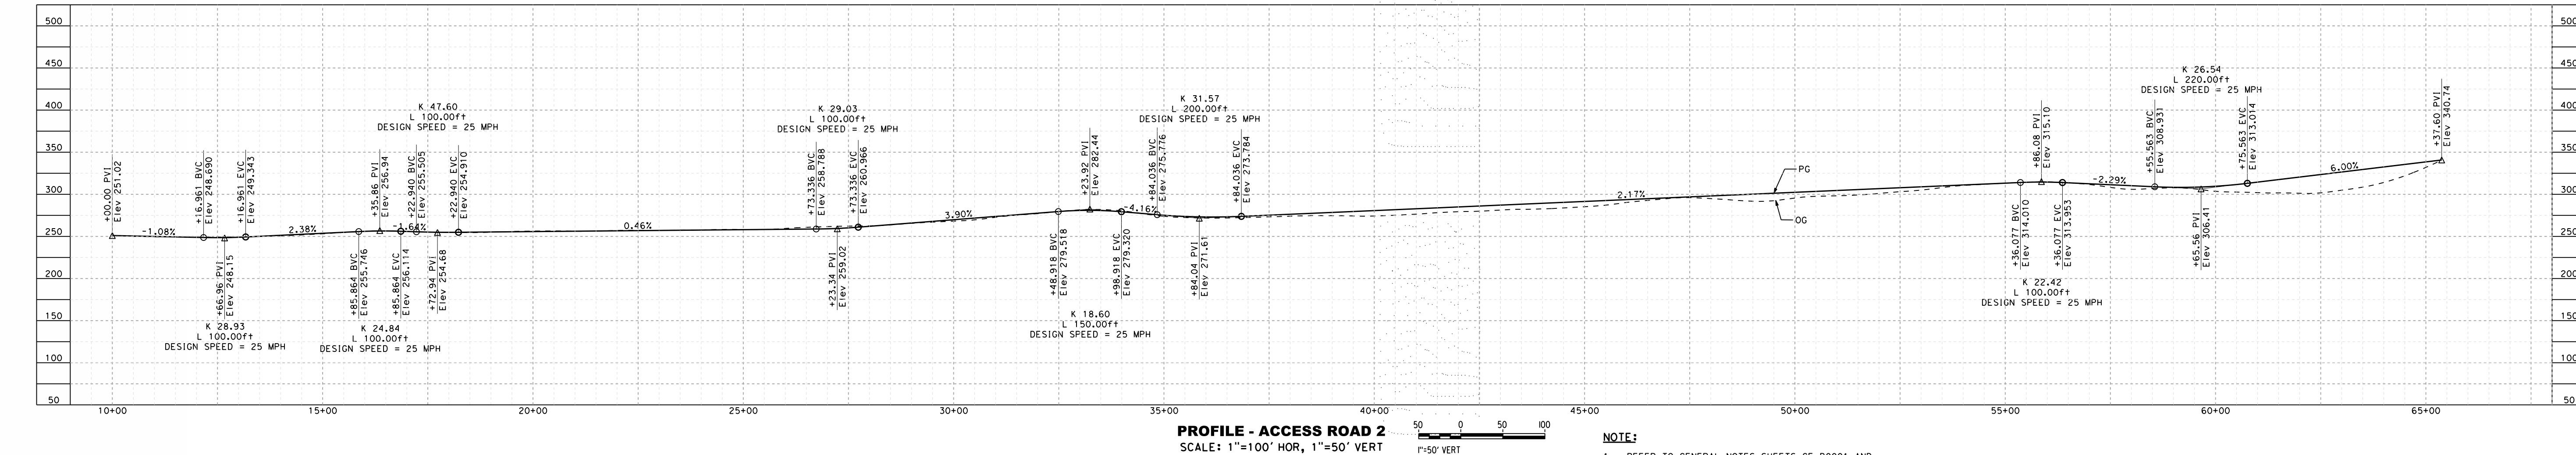 500
450
400
350
300
250
200
150
100
50
500
450
400
350
300
250
200
150
100
50
+00.00 PVI
Elev 251.02
-1.08%
+16.961 BVC
Elev 248.690
+66.96 PVI
Elev 248.15
+16.961 EVC
Elev 249.343
K 28.93
L 100.00ft
DESIGN SPEED = 25 MPH
2.38%
+85.864 BVC
Elev 255.746
+35.86 PVI
Elev 256.94
+85.864 EVC
Elev 256.114
K 24.84
L 100.00ft
DESIGN SPEED = 25 MPH
K 47.60
L 100.00ft
DESIGN SPEED = 25 MPH
+22.940 BVC
Elev 255.505
+72.94 PVI
Elev 254.68
+22.940 EVC
Elev 254.910
0.46%
K 29.03
L 100.00ft
DESIGN SPEED = 25 MPH
+73.336 BVC
Elev 258.788
+23.34 PVI
Elev 259.02
+73.336 EVC
Elev 260.966
3.90%
+48.918 BVC
Elev 279.518
+23.92 PVI
Elev 282.44
+98.918 EVC
Elev 279.320
K 18.60
L 150.00ft
DESIGN SPEED = 25 MPH
-4.16%
K 31.57
L 200.00ft
DESIGN SPEED = 25 MPH
+84.036 BVC
Elev 275.776
+84.04 PVI
Elev 271.61
+84.036 EVC
Elev 273.784
2.17%
PG
OG
+36.077 BVC
Elev 314.010
+86.08 PVI
Elev 315.10
+36.077 EVC
Elev 313.953
K 22.42
L 100.00ft
DESIGN SPEED = 25 MPH
-2.29%
+55.563 BVC
Elev 308.931
+65.56 PVI
Elev 306.41
+75.563 EVC
Elev 313.014
K 26.54
L 220.00ft
DESIGN SPEED = 25 MPH
6.00%
+37.60 PVI
Elev 340.74
10+00 15+00 20+00 25+00 30+00 35+00 40+00 45+00 50+00 55+00 60+00 65+00
PROFILE - ACCESS ROAD 2
SCALE: 1"=100' HOR, 1"=50' VERT
50 0 50 100
1"=50' VERT
NOTE: